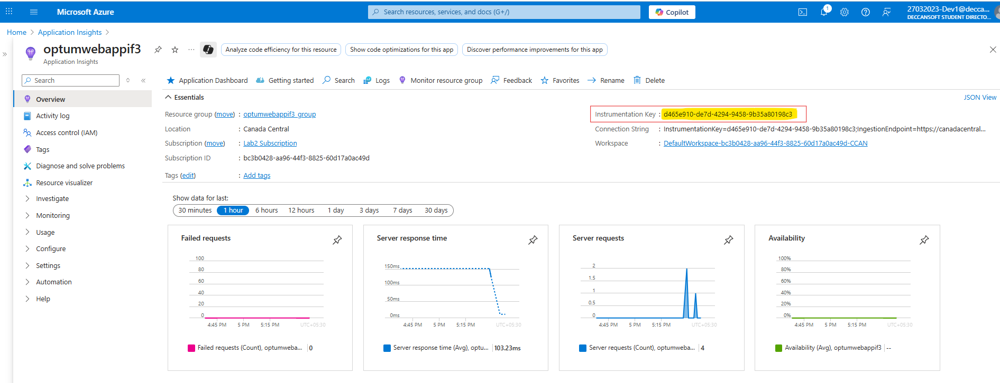 Microsoft Azure
Search resources, services, and docs (G+/)
Copilot
1
27032023-Dev1@decca...
DECCANSOFT STUDENT DIRECTO...
Home > Application Insights >
optumwebappif3
Application Insights
Analyze code efficiency for this resource
Show code optimizations for this app
Discover performance improvements for this app
Search
Application Dashboard Getting started Search Logs Monitor resource group Feedback Favorites Rename Delete
Overview
Activity log
Access control (IAM)
Tags
Diagnose and solve problems
Resource visualizer
Investigate
Monitoring
Usage
Configure
Settings
Automation
Help
Essentials
JSON View
Resource group (move) : optumwebappif3_group
Location : Canada Central
Subscription (move) : Lab2 Subscription
Subscription ID : bc3b0428-aa96-44f3-8825-60d17a0ac49d
Tags (edit) : Add tags
Instrumentation Key : d465e910-de7d-4294-9458-9b35a80198c3
Connection String : InstrumentationKey=d465e910-de7d-4294-9458-9b35a80198c3;IngestionEndpoint=https://canadacentral...
Workspace : DefaultWorkspace-bc3b0428-aa96-44f3-8825-60d17a0ac49d-CCAN
Show data for last:
30 minutes 1 hour 6 hours 12 hours 1 day 3 days 7 days 30 days
Failed requests
100
80
60
40
20
0
4:45 PM 5 PM 5:15 PM UTC+05:30
Failed requests (Count), optumweba... 0
Server response time
150ms
100ms
50ms
0ms
4:45 PM 5 PM 5:15 PM UTC+05:30
Server response time (Avg), optu... 103.23ms
Server requests
2
1.5
1
0.5
0
4:45 PM 5 PM 5:15 PM UTC+05:30
Server requests (Count), optumweba... 4
Availability
100%
80%
60%
40%
20%
0%
4:45 PM 5 PM 5:15 PM UTC+05:30
Availability (Avg), optumwebappif3 --